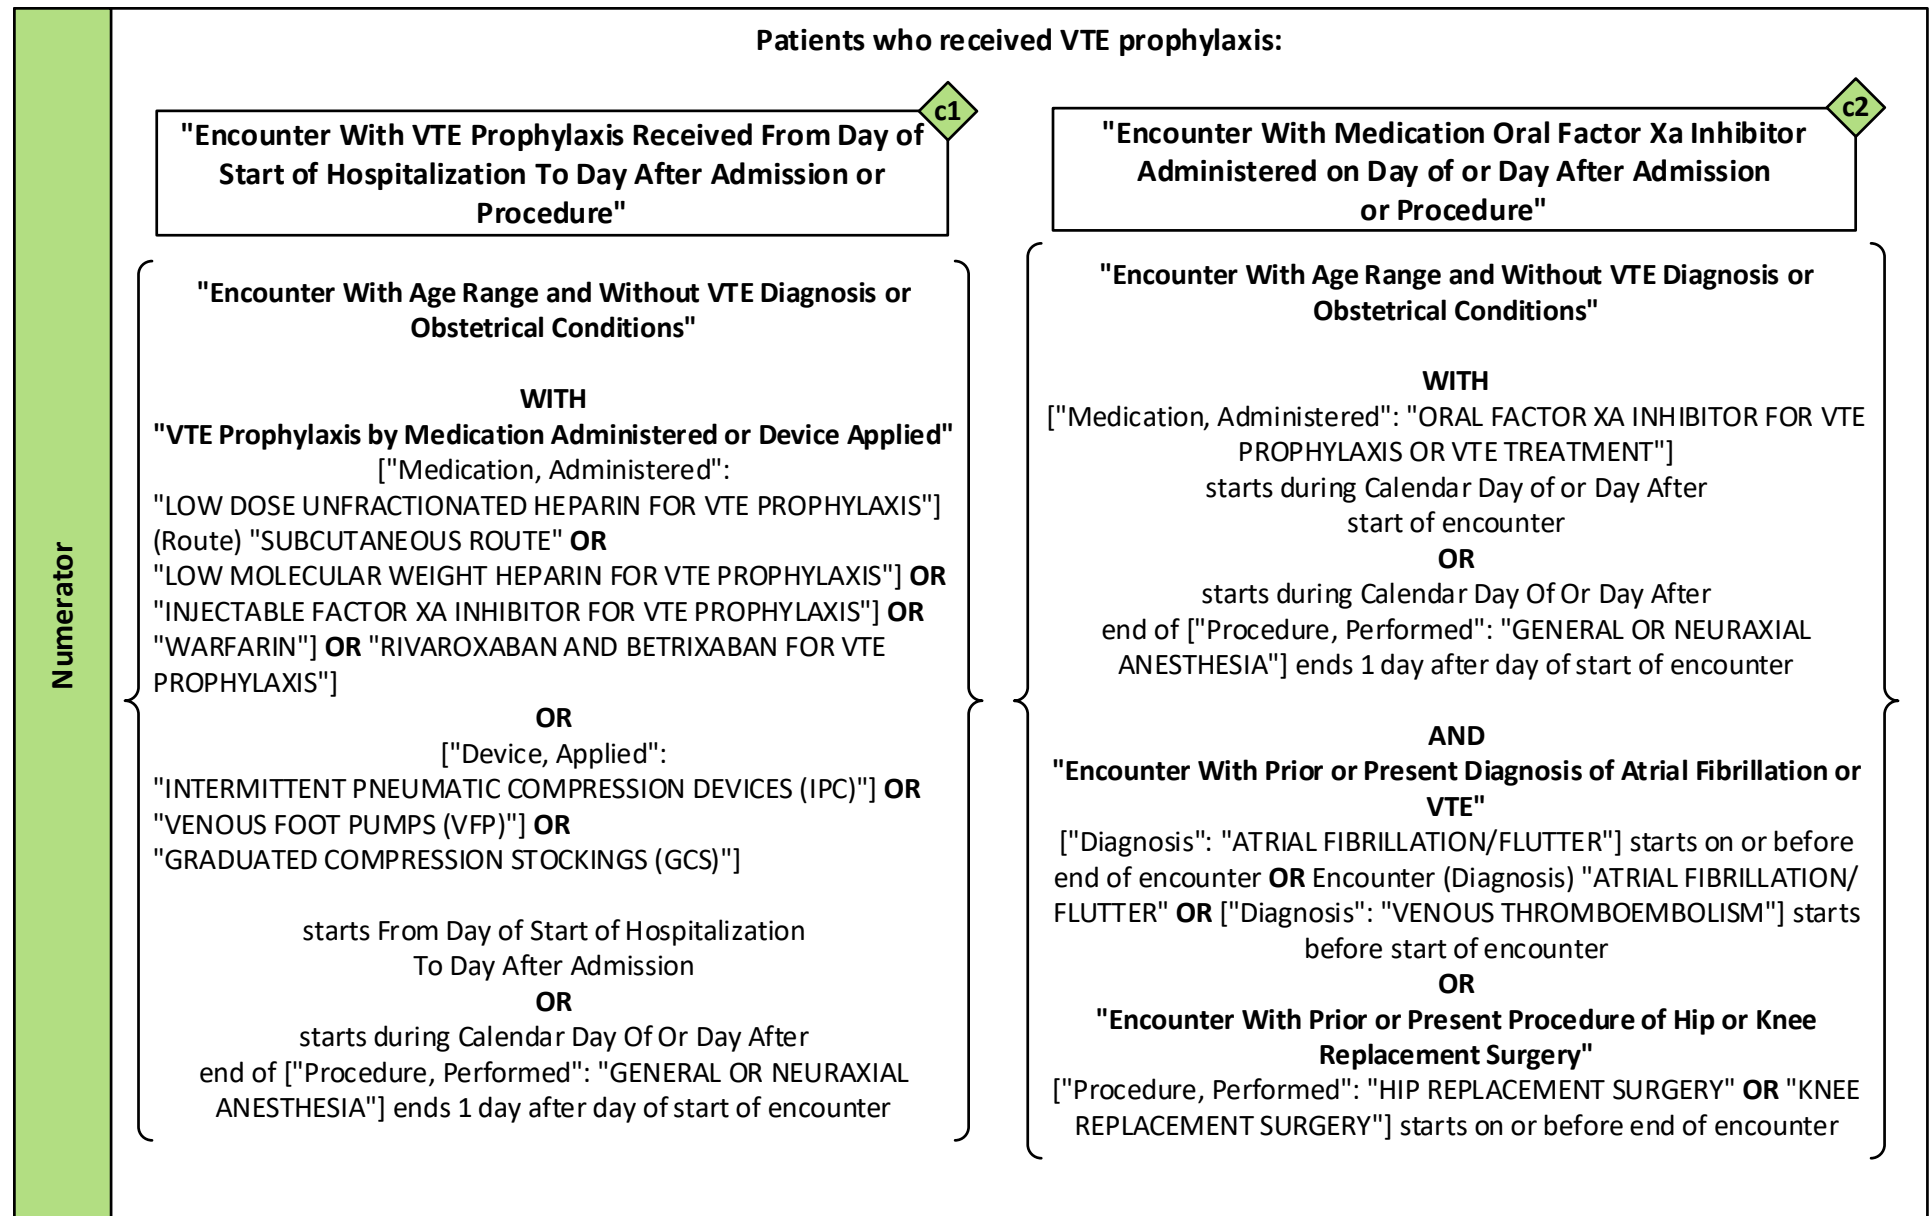 Numerator
Patients who received VTE prophylaxis:
c1
"Encounter With VTE Prophylaxis Received From Day of
Start of Hospitalization To Day After Admission or
Procedure"
"Encounter With Age Range and Without VTE Diagnosis or
Obstetrical Conditions"
WITH
"VTE Prophylaxis by Medication Administered or Device Applied"
["Medication, Administered":
"LOW DOSE UNFRACTIONATED HEPARIN FOR VTE PROPHYLAXIS"]
(Route) "SUBCUTANEOUS ROUTE" OR
"LOW MOLECULAR WEIGHT HEPARIN FOR VTE PROPHYLAXIS"] OR
"INJECTABLE FACTOR XA INHIBITOR FOR VTE PROPHYLAXIS"] OR
"WARFARIN"] OR "RIVAROXABAN AND BETRIXABAN FOR VTE
PROPHYLAXIS"]
OR
["Device, Applied":
"INTERMITTENT PNEUMATIC COMPRESSION DEVICES (IPC)"] OR
"VENOUS FOOT PUMPS (VFP)"] OR
"GRADUATED COMPRESSION STOCKINGS (GCS)"]
starts From Day of Start of Hospitalization
To Day After Admission
OR
starts during Calendar Day Of Or Day After
end of ["Procedure, Performed": "GENERAL OR NEURAXIAL
ANESTHESIA"] ends 1 day after day of start of encounter
c2
"Encounter With Medication Oral Factor Xa Inhibitor
Administered on Day of or Day After Admission
or Procedure"
"Encounter With Age Range and Without VTE Diagnosis or
Obstetrical Conditions"
WITH
["Medication, Administered": "ORAL FACTOR XA INHIBITOR FOR VTE
PROPHYLAXIS OR VTE TREATMENT"]
starts during Calendar Day of or Day After
start of encounter
OR
starts during Calendar Day Of Or Day After
end of ["Procedure, Performed": "GENERAL OR NEURAXIAL
ANESTHESIA"] ends 1 day after day of start of encounter
AND
"Encounter With Prior or Present Diagnosis of Atrial Fibrillation or
VTE"
["Diagnosis": "ATRIAL FIBRILLATION/FLUTTER"] starts on or before
end of encounter OR Encounter (Diagnosis) "ATRIAL FIBRILLATION/
FLUTTER" OR ["Diagnosis": "VENOUS THROMBOEMBOLISM"] starts
before start of encounter
OR
"Encounter With Prior or Present Procedure of Hip or Knee
Replacement Surgery"
["Procedure, Performed": "HIP REPLACEMENT SURGERY" OR "KNEE
REPLACEMENT SURGERY"] starts on or before end of encounter